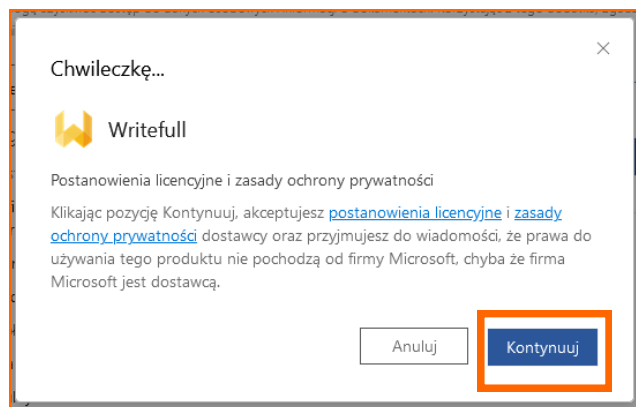 Chwileczkę...
Writefull
Postanowienia licencyjne i zasady ochrony prywatności
Klikając pozycję Kontynuuj, akceptujesz postanowienia licencyjne i zasady
ochrony prywatności dostawcy oraz przyjmujesz do wiadomości, że prawa do
używania tego produktu nie pochodzą od firmy Microsoft, chyba że firma
Microsoft jest dostawcą.
Anuluj
Kontynuuj